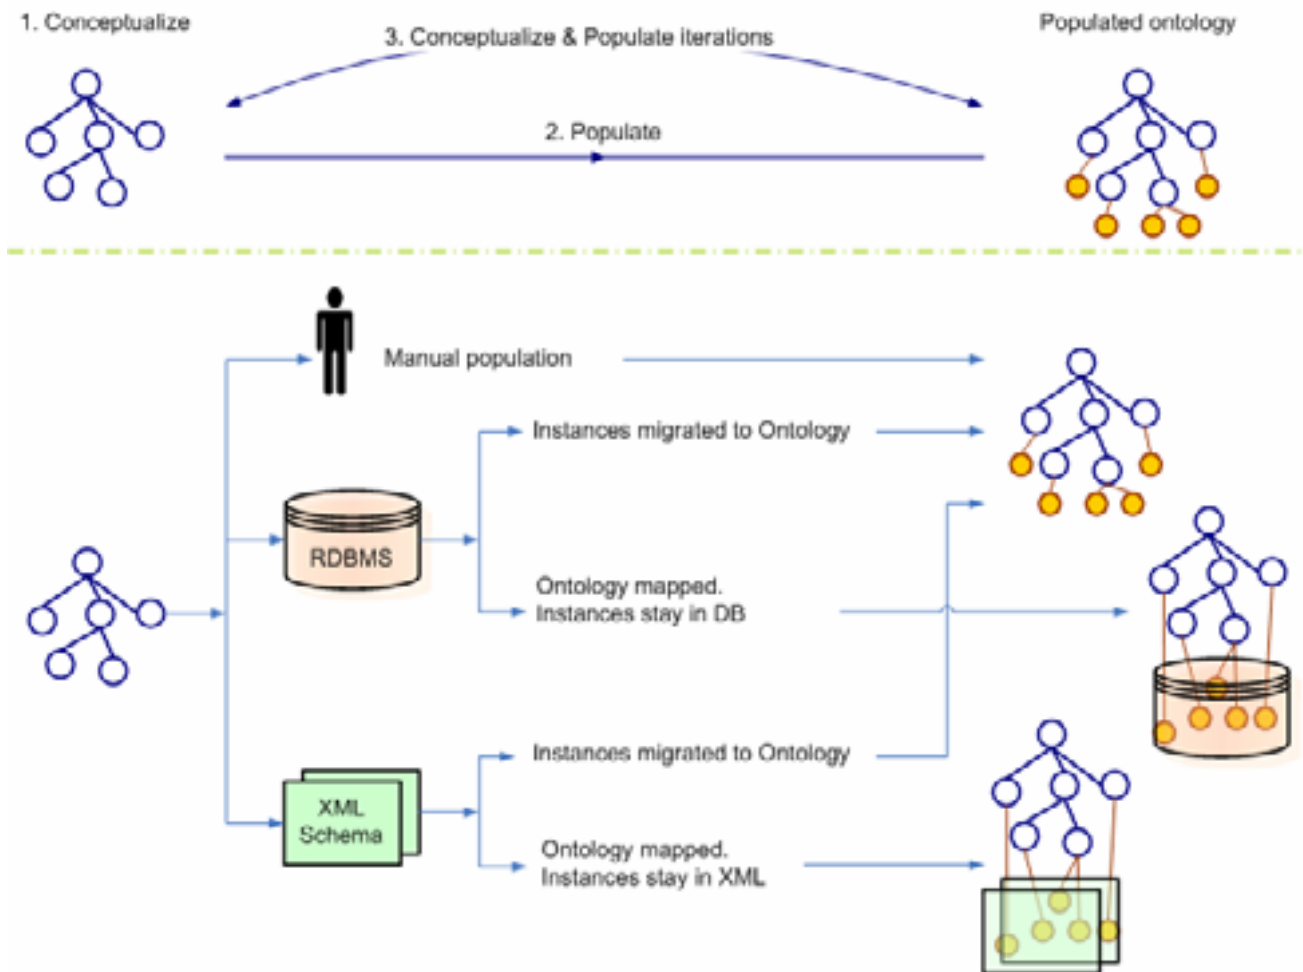 1. Conceptualize
3. Conceptualize & Populate iterations
Populated ontology
2. Populate
Manual population
Instances migrated to Ontology
RDBMS
Ontology mapped.
Instances stay in DB
Instances migrated to Ontology
XML
Schema
Ontology mapped.
Instances stay in XML